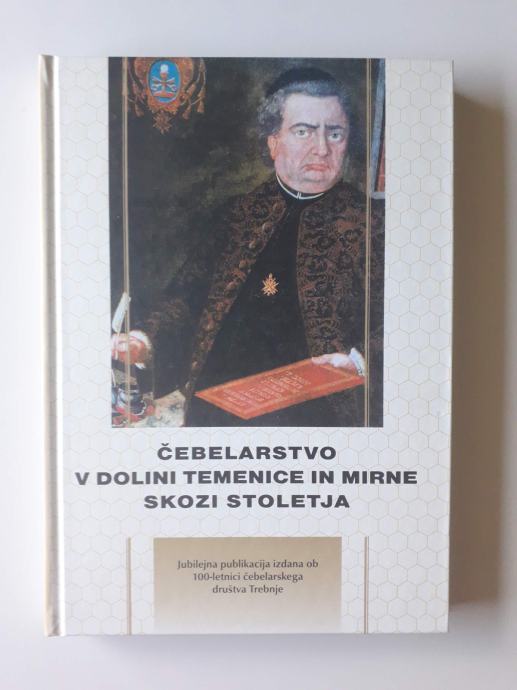 ČEBELARSTVO
V DOLINI TEMENICE IN MIRNE
SKOZI STOLETJA
Jubilejna publikacija izdana ob
100-letnici čebelarskega
društva Trebnje